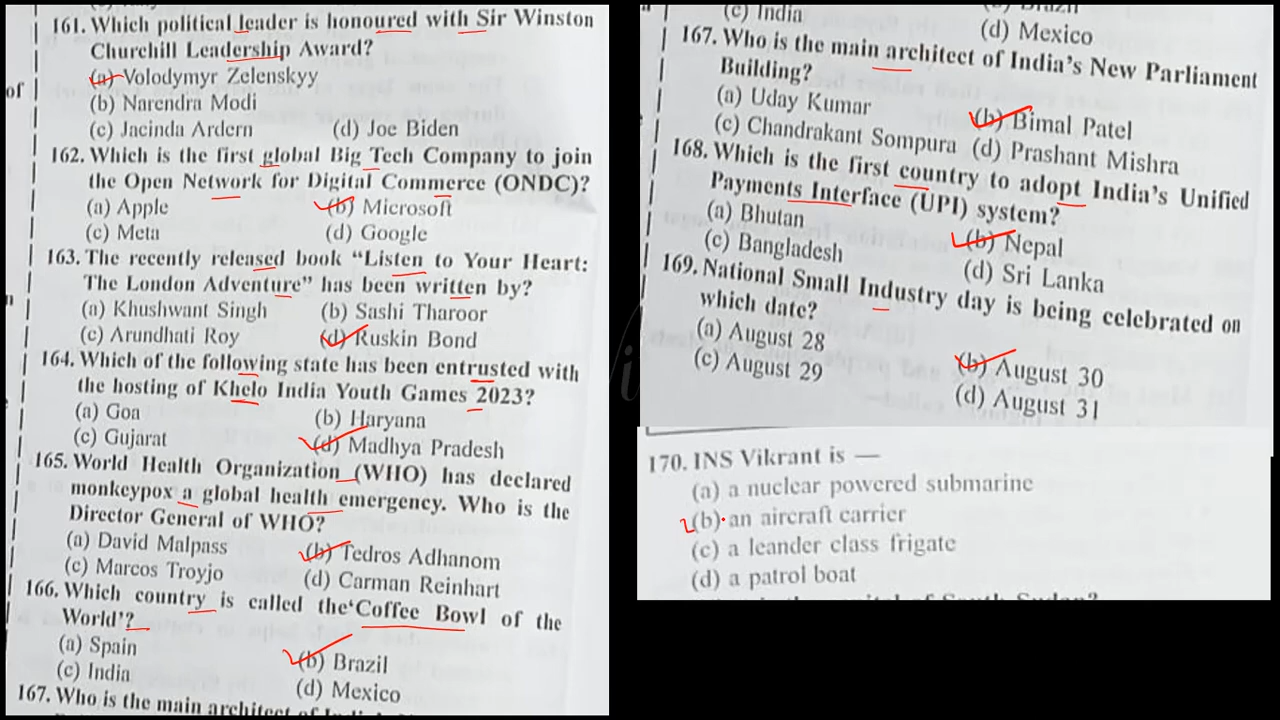 161. Which political leader is honoured with Sir Winston
Churchill Leadership Award?
(a) Volodymyr Zelenskyy
of
(b) Narendra Modi
(c) Jacinda Ardern (d) Joe Biden
162. Which is the first global Big Tech Company to join
the Open Network for Digital Commerce (ONDC)?
(a) Apple (b) Microsoft
(c) Meta (d) Google
163. The recently released book “Listen to Your Heart:
The London Adventure” has been written by?
(a) Khushwant Singh (b) Sashi Tharoor
(c) Arundhati Roy (d) Ruskin Bond
164. Which of the following state has been entrusted with
the hosting of Khelo India Youth Games 2023?
(a) Goa (b) Haryana
(c) Gujarat (d) Madhya Pradesh
165. World Health Organization (WHO) has declared
monkeypox a global health emergency. Who is the
Director General of WHO?
(a) David Malpass (b) Tedros Adhanom
(c) Marcos Troyjo (d) Carman Reinhart
166. Which country is called the‘Coffee Bowl of the
World’?
(a) Spain (b) Brazil
(c) India (d) Mexico
167. Who is the main architect of India's N
(c) India (d) Mexico
167. Who is the main architect of India's New Parliament
Building?
(a) Uday Kumar (b) Bimal Patel
(c) Chandrakant Sompura (d) Prashant Mishra
168. Which is the first country to adopt India's Unified
Payments Interface (UPI) system?
(a) Bhutan (b) Nepal
(c) Bangladesh (d) Sri Lanka
169. National Small Industry day is being celebrated on
which date?
(a) August 28 (b) August 30
(c) August 29 (d) August 31
170. INS Vikrant is —
(a) a nuclear powered submarine
(b) an aircraft carrier
(c) a leander class frigate
(d) a patrol boat